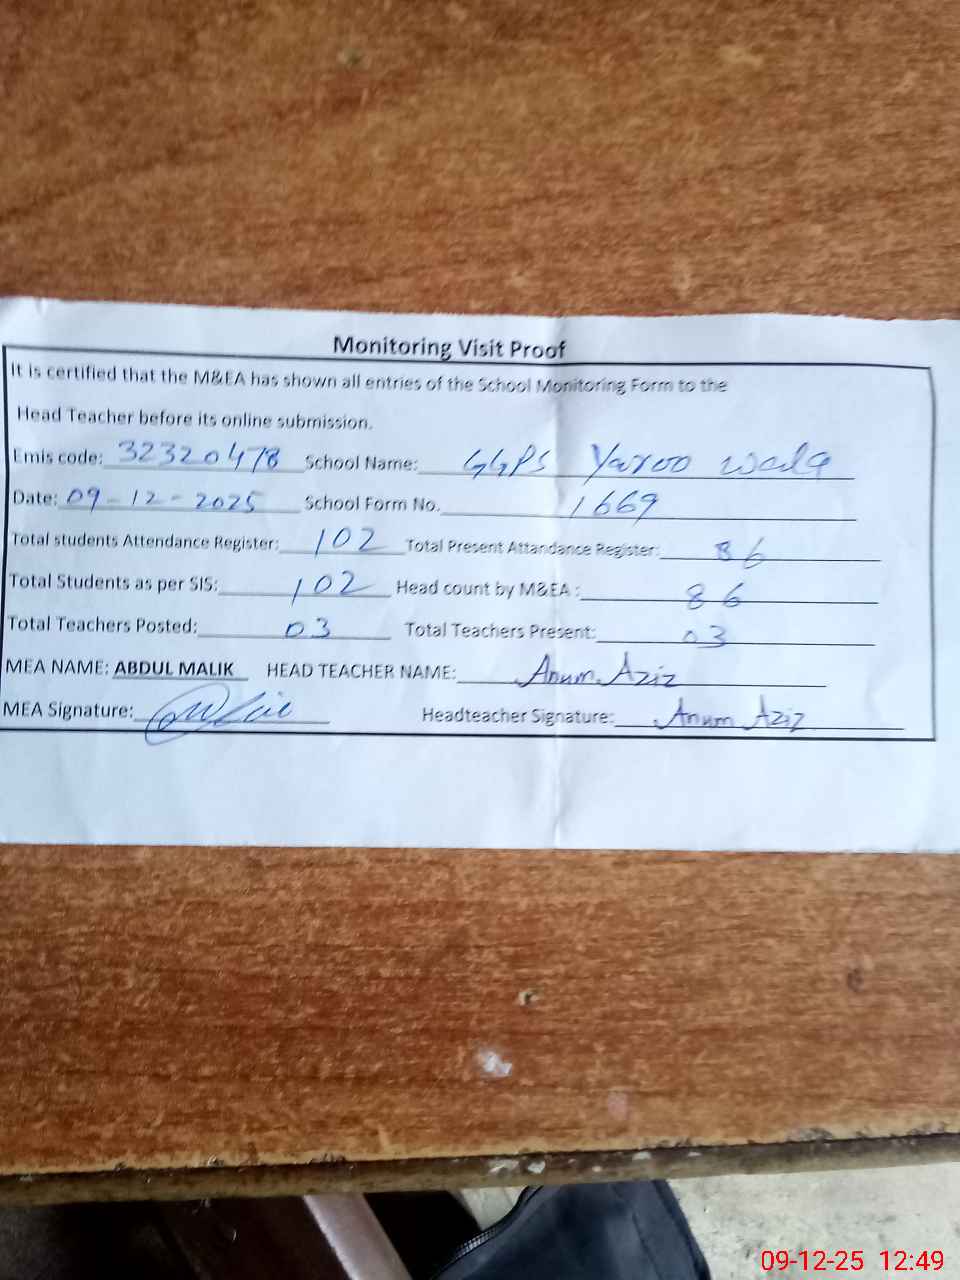 Monitoring Visit Proof
It is certified that the M&EA has shown all entries of the School Monitoring Form to the
Head Teacher before its online submission.
Emis code: 32320478 School Name: GGPS Yaroo wala
Date: 09-12-2025 School Form No. 1669
Total students Attendance Register: 102 Total Present Attandance Register: 86
Total Students as per SIS: 102 Head count by M&EA : 86
Total Teachers Posted: 03 Total Teachers Present: 03
MEA NAME: ABDUL MALIK HEAD TEACHER NAME: Anum Aziz
MEA Signature: Headteacher Signature: Anum Aziz
09-12-25 12:49